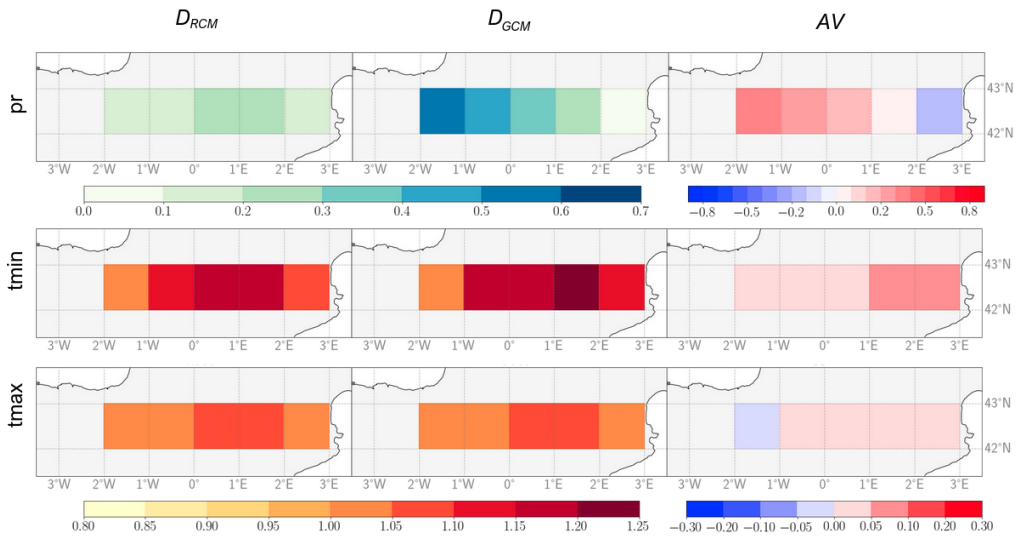 D_RCM D_GCM AV
pr
43°N
42°N
3°W 2°W 1°W 0° 1°E 2°E 3°E 3°W 2°W 1°W 0° 1°E 2°E 3°E 3°W 2°W 1°W 0° 1°E 2°E 3°E
0.0 0.1 0.2 0.3 0.4 0.5 0.6 0.7 −0.8 −0.5 −0.2 0.0 0.2 0.5 0.8
tmin
43°N
42°N
3°W 2°W 1°W 0° 1°E 2°E 3°E 3°W 2°W 1°W 0° 1°E 2°E 3°E 3°W 2°W 1°W 0° 1°E 2°E 3°E
tmax
43°N
42°N
3°W 2°W 1°W 0° 1°E 2°E 3°E 3°W 2°W 1°W 0° 1°E 2°E 3°E 3°W 2°W 1°W 0° 1°E 2°E 3°E
0.80 0.85 0.90 0.95 1.00 1.05 1.10 1.15 1.20 1.25 −0.30 −0.20 −0.10 −0.05 0.00 0.05 0.10 0.20 0.30